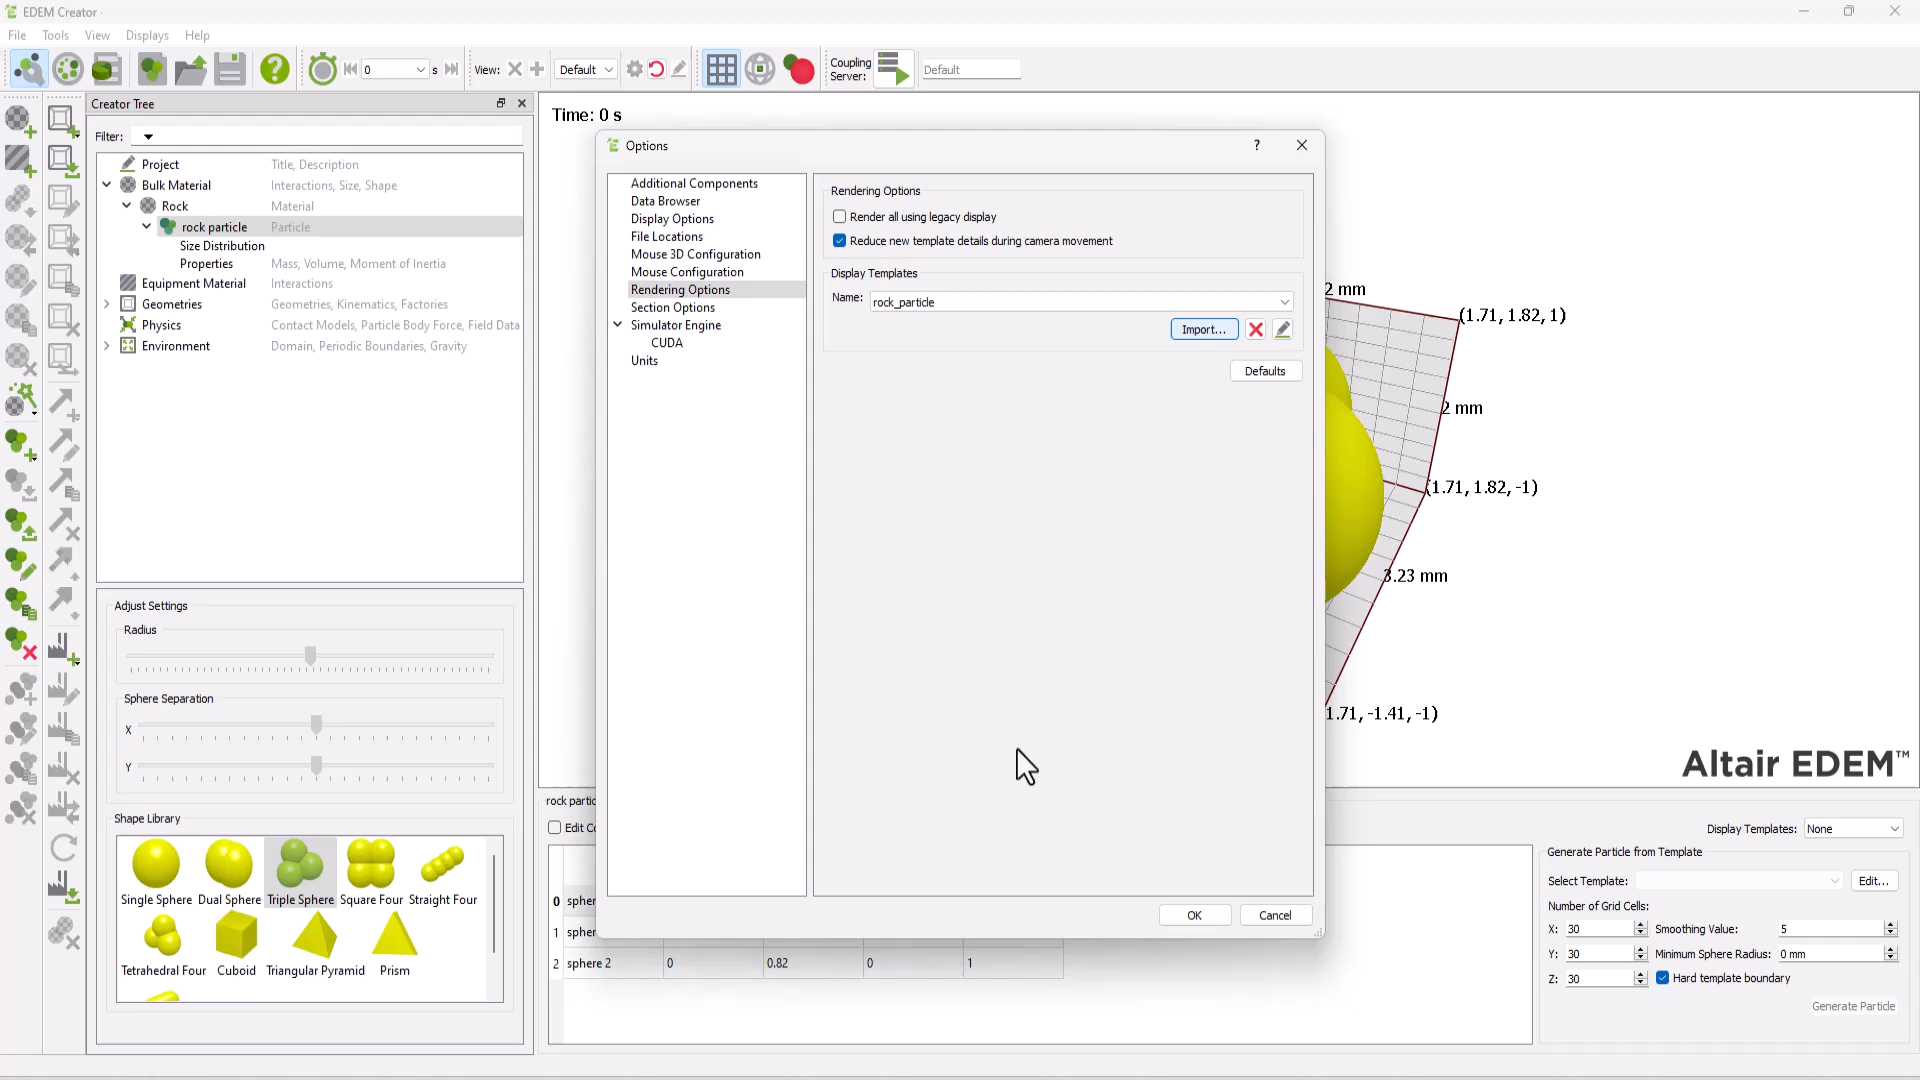 EDEM Creator -
File Tools View Displays Help
0 s View: Default Coupling Server: Default
Creator Tree
Filter:
Project Title, Description
Bulk Material Interactions, Size, Shape
Rock Material
rock particle Particle
Size Distribution
Properties Mass, Volume, Moment of Inertia
Equipment Material Interactions
Geometries Geometries, Kinematics, Factories
Physics Contact Models, Particle Body Force, Field Data
Environment Domain, Periodic Boundaries, Gravity
Adjust Settings
Radius
Sphere Separation
X
Y
Shape Library
Single Sphere Dual Sphere Triple Sphere Square Four Straight Four
Tetrahedral Four Cuboid Triangular Pyramid Prism
Time: 0 s
Options
Additional Components
Data Browser
Display Options
File Locations
Mouse 3D Configuration
Mouse Configuration
Rendering Options
Section Options
Simulator Engine
CUDA
Units
Rendering Options
Render all using legacy display
Reduce new template details during camera movement
Display Templates
Name: rock_particle
Import...
Defaults
OK Cancel
2 mm
(1.71, 1.82, 1)
2 mm
(1.71, 1.82, -1)
3.23 mm
1.71, -1.41, -1)
Altair EDEM™
rock partic
Edit Co
0 spher
1 spher
2 sphere 2 0 0.82 0 1
Display Templates: None
Generate Particle from Template
Select Template: Edit...
Number of Grid Cells:
X: 30 Smoothing Value: 5
Y: 30 Minimum Sphere Radius: 0 mm
Z: 30 Hard template boundary
Generate Particle